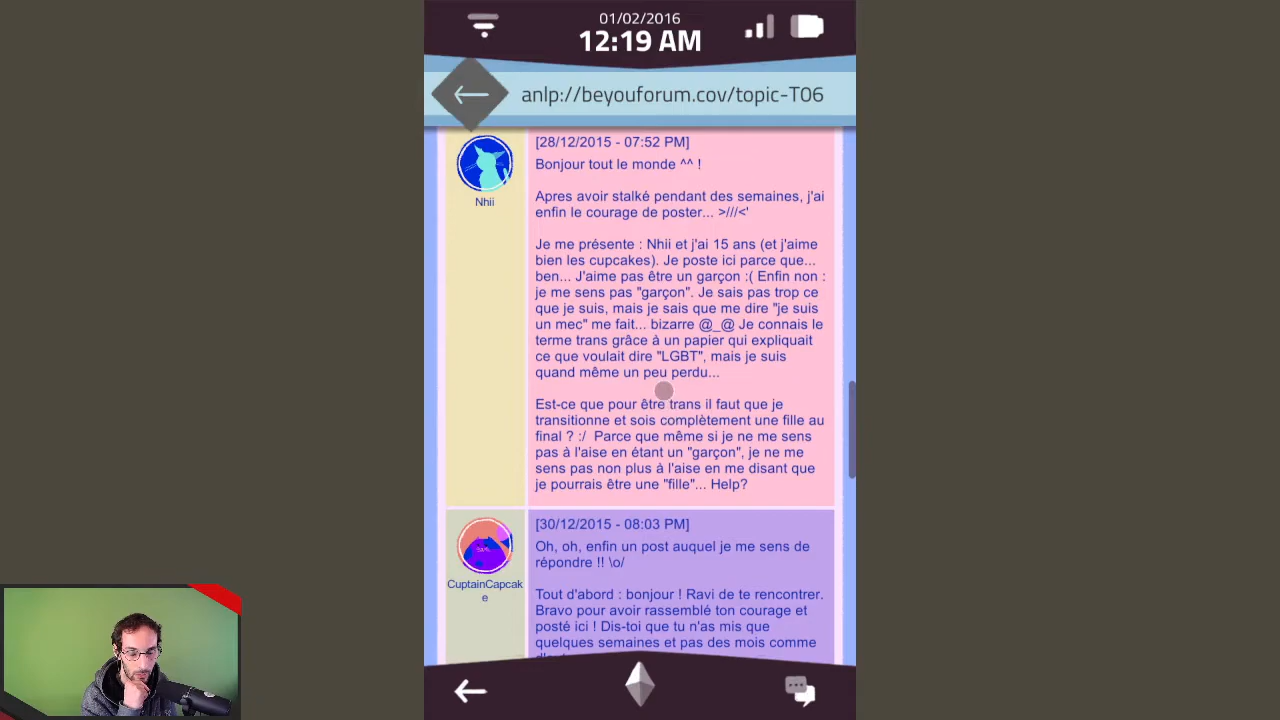 01/02/2016
12:19 AM
anlp://beyouforum.cov/topic-T06
[28/12/2015 - 07:52 PM]
Nhii
Bonjour tout le monde ^^ !
Apres avoir stalké pendant des semaines, j'ai
enfin le courage de poster... >///<'
Je me présente : Nhii et j'ai 15 ans (et j'aime
bien les cupcakes). Je poste ici parce que...
ben... J'aime pas être un garçon :( Enfin non :
je me sens pas "garçon". Je sais pas trop ce
que je suis, mais je sais que me dire "je suis
un mec" me fait... bizarre @_@ Je connais le
terme trans grâce à un papier qui expliquait
ce que voulait dire "LGBT", mais je suis
quand même un peu perdu...
Est-ce que pour être trans il faut que je
transitionne et sois complètement une fille au
final ? :/  Parce que même si je ne me sens
pas à l'aise en étant un "garçon", je ne me
sens pas non plus à l'aise en me disant que
je pourrais être une "fille"... Help?
[30/12/2015 - 08:03 PM]
CuptainCapcak
e
Oh, oh, enfin un post auquel je me sens de
répondre !! \o/
Tout d'abord : bonjour ! Ravi de te rencontrer.
Bravo pour avoir rassemblé ton courage et
posté ici ! Dis-toi que tu n'as mis que
quelques semaines et pas des mois comme